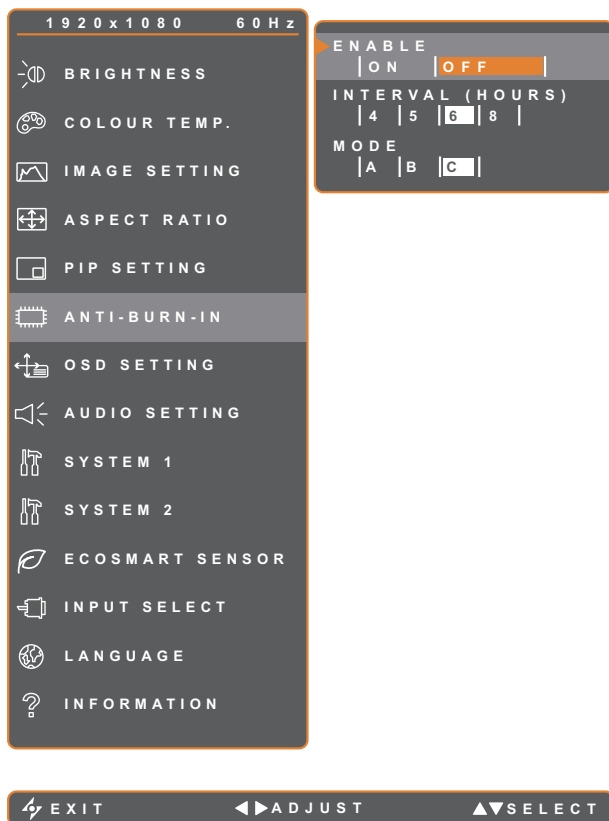 1920x1080 60Hz
BRIGHTNESS
COLOUR TEMP.
IMAGE SETTING
ASPECT RATIO
PIP SETTING
ANTI-BURN-IN
OSD SETTING
AUDIO SETTING
SYSTEM 1
SYSTEM 2
ECOSMART SENSOR
INPUT SELECT
LANGUAGE
INFORMATION
ENABLE
ON OFF
INTERVAL (HOURS)
4 5 6 8
MODE
A B C
EXIT ADJUST SELECT